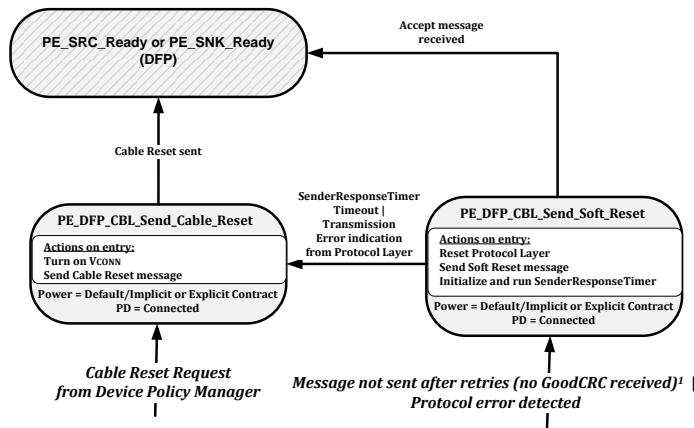 PE_SRC_Ready or PE_SNK_Ready
(DFP)
Accept message
received
Cable Reset sent
SenderResponseTimer
Timeout |
Transmission
Error indication
from Protocol Layer
PE_DFP_CBL_Send_Cable_Reset
Actions on entry:
Turn on VCONN
Send Cable Reset message
Power = Default/Implicit or Explicit Contract
PD = Connected
PE_DFP_CBL_Send_Soft_Reset
Actions on entry:
Reset Protocol Layer
Send Soft Reset message
Initialize and run SenderResponseTimer
Power = Default/Implicit or Explicit Contract
PD = Connected
Cable Reset Request
from Device Policy Manager
Message not sent after retries (no GoodCRC received)¹ |
Protocol error detected